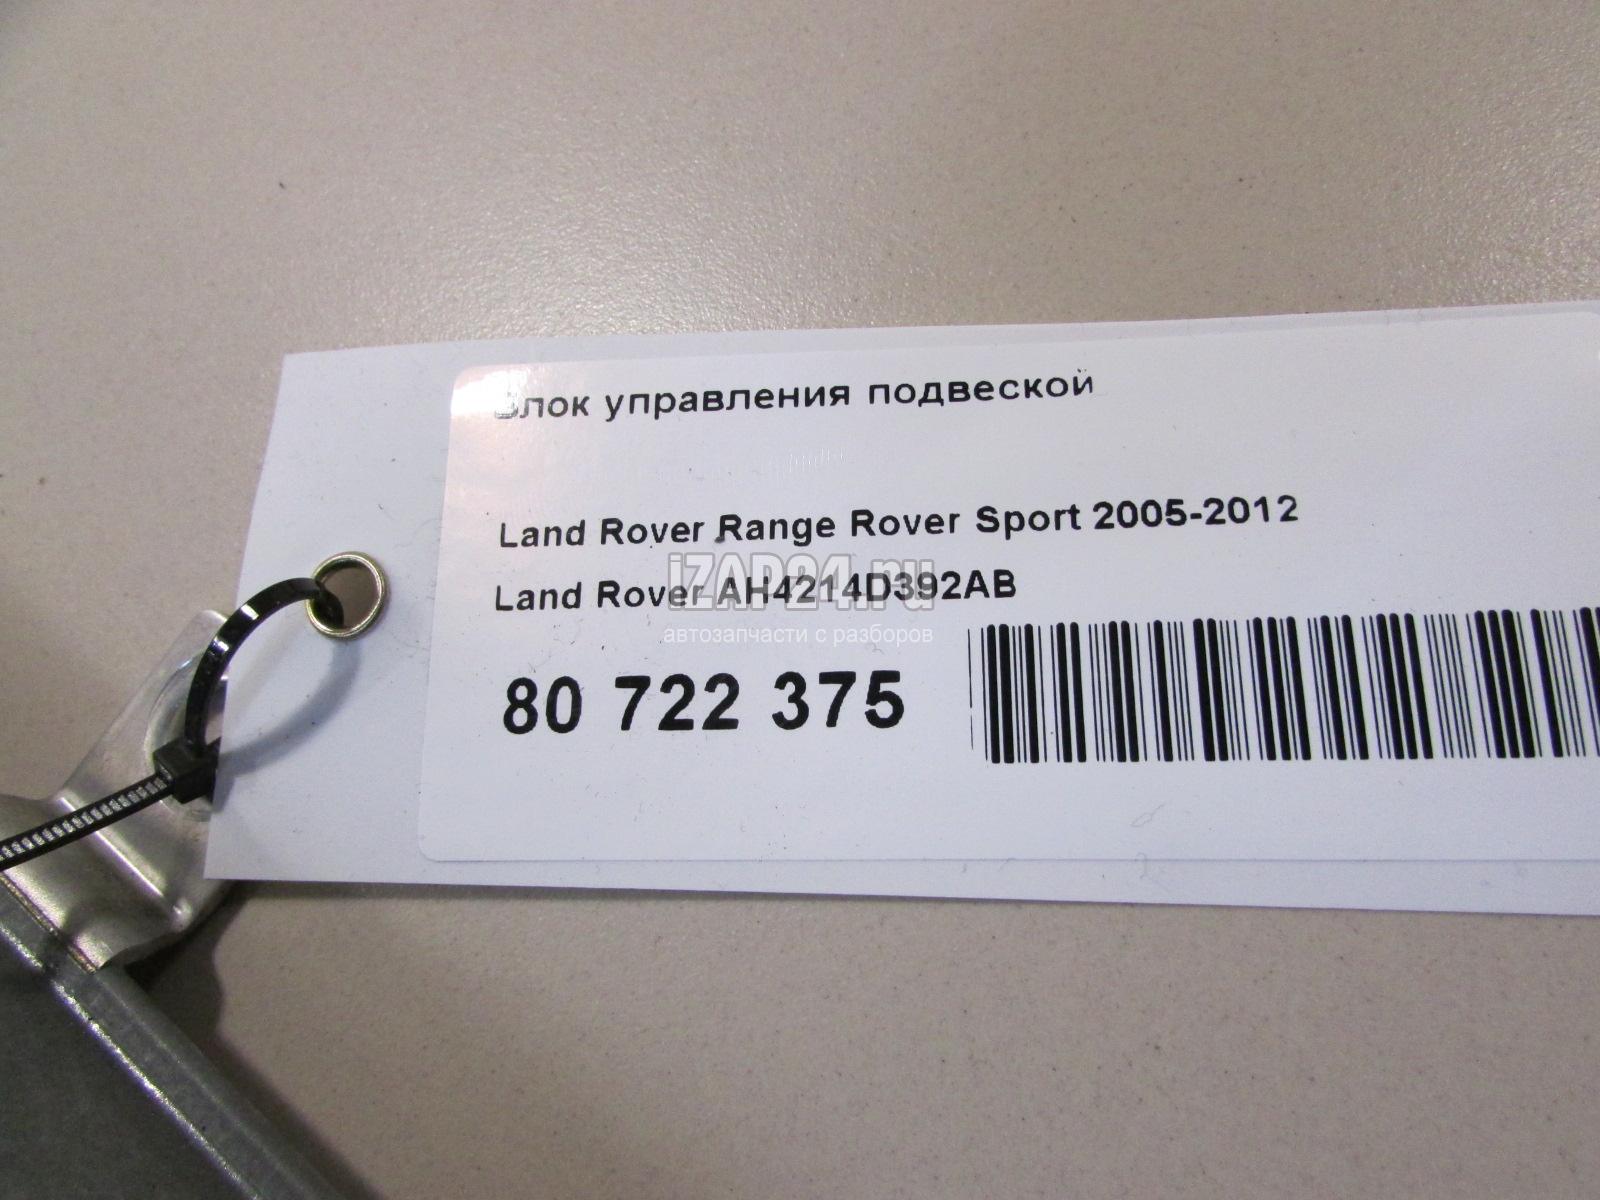 Блок управления подвеской
Land Rover Range Rover Sport 2005-2012
Land Rover AH4214D392AB
iZAP24.ru
автозапчасти с разборов
80 722 375